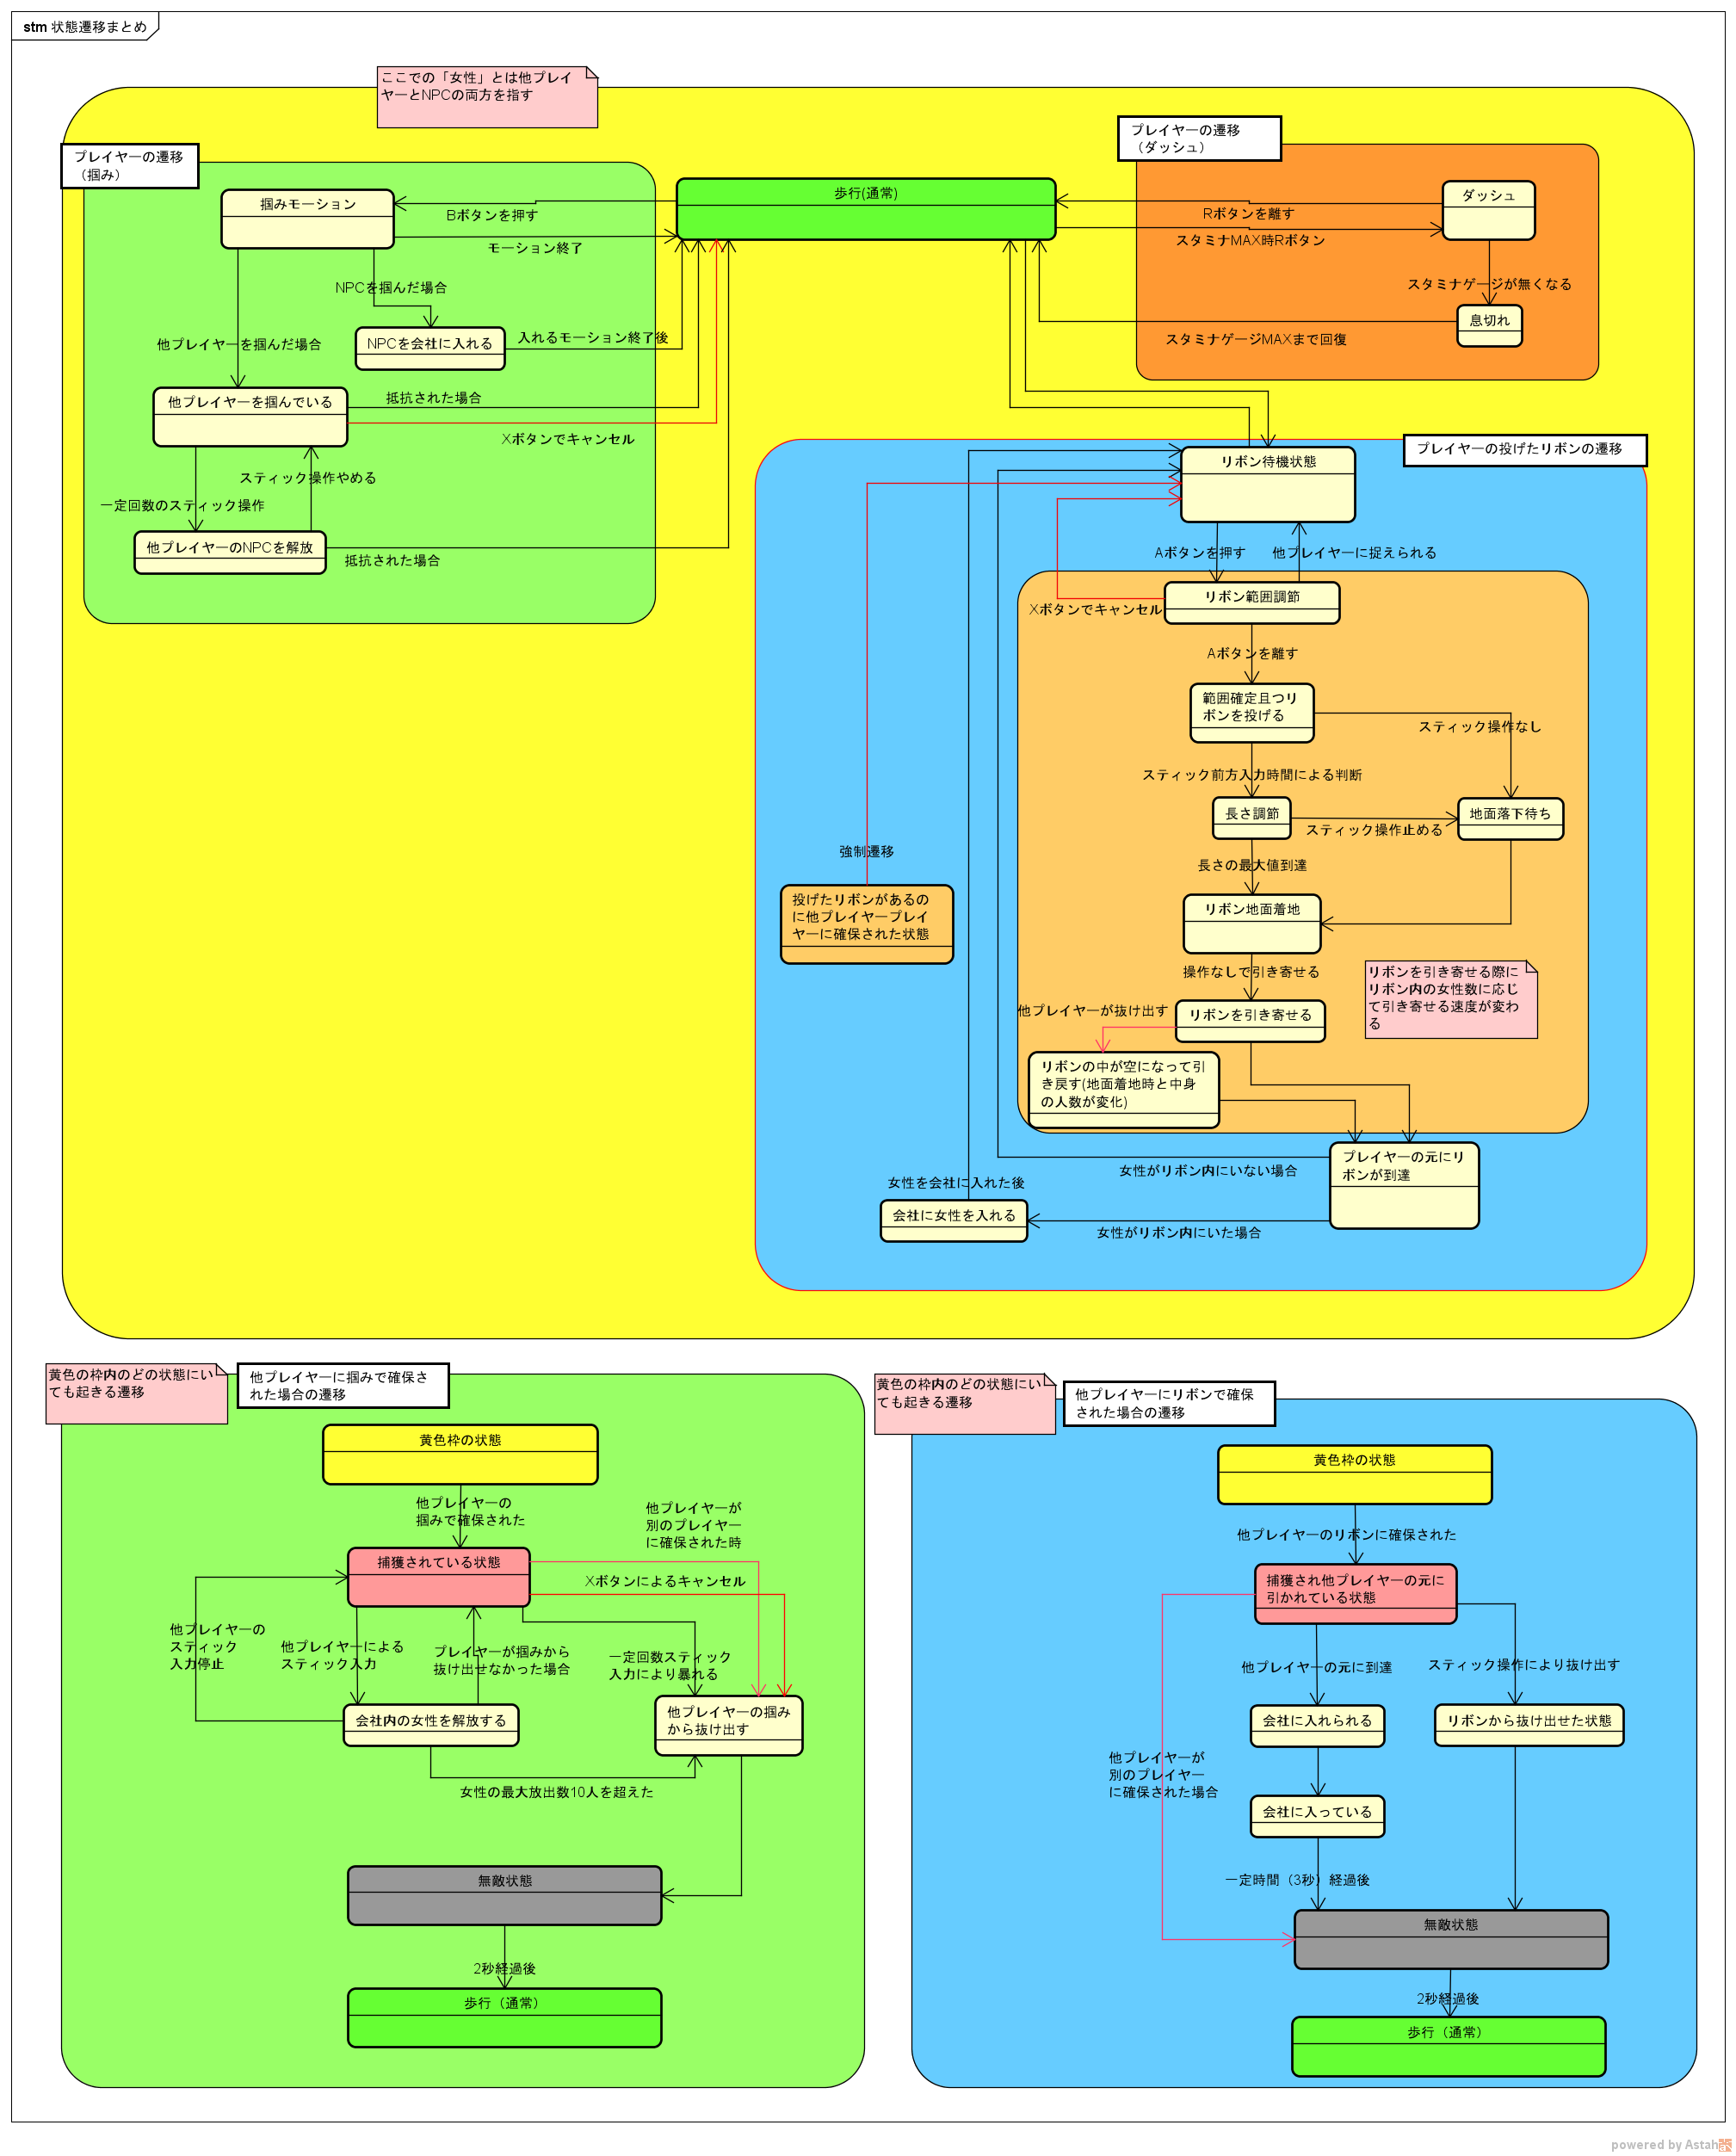 stm 状態遷移まとめ
ここでの「女性」とは他プレイ
ヤーとNPCの両方を指す
プレイヤーの遷移
（掴み）
掴みモーション
Bボタンを押す
モーション終了
NPCを掴んだ場合
他プレイヤーを掴んだ場合
NPCを会社に入れる
入れるモーション終了後
他プレイヤーを掴んでいる
抵抗された場合
Xボタンでキャンセル
スティック操作やめる
一定回数のスティック操作
他プレイヤーのNPCを解放
抵抗された場合
歩行(通常)
プレイヤーの遷移
（ダッシュ）
ダッシュ
Rボタンを離す
スタミナMAX時Rボタン
スタミナゲージが無くなる
息切れ
スタミナゲージMAXまで回復
プレイヤーの投げたリボンの遷移
リボン待機状態
Aボタンを押す
他プレイヤーに捉えられる
リボン範囲調節
Xボタンでキャンセル
Aボタンを離す
範囲確定且つリ
ボンを投げる
スティック操作なし
スティック前方入力時間による判断
長さ調節
スティック操作止める
地面落下待ち
長さの最大値到達
強制遷移
投げたリボンがあるの
に他プレイヤープレイ
ヤーに確保された状態
リボン地面着地
操作なしで引き寄せる
リボンを引き寄せる際に
リボン内の女性数に応じ
て引き寄せる速度が変わ
る
他プレイヤーが抜け出す
リボンを引き寄せる
リボンの中が空になって引
き戻す(地面着地時と中身
の人数が変化)
プレイヤーの元にリ
ボンが到達
女性がリボン内にいない場合
女性を会社に入れた後
会社に女性を入れる
女性がリボン内にいた場合
黄色の枠内のどの状態にい
ても起きる遷移
他プレイヤーに掴みで確保さ
れた場合の遷移
黄色枠の状態
他プレイヤーの
掴みで確保された
他プレイヤーが
別のプレイヤー
に確保された時
捕獲されている状態
Xボタンによるキャンセル
他プレイヤーの
スティック
入力停止
他プレイヤーによる
スティック入力
プレイヤーが掴みから
抜け出せなかった場合
一定回数スティック
入力により暴れる
会社内の女性を解放する
他プレイヤーの掴み
から抜け出す
女性の最大放出数10人を超えた
無敵状態
2秒経過後
歩行（通常）
黄色の枠内のどの状態にい
ても起きる遷移
他プレイヤーにリボンで確保
された場合の遷移
黄色枠の状態
他プレイヤーのリボンに確保された
捕獲され他プレイヤーの元に
引かれている状態
他プレイヤーの元に到達
スティック操作により抜け出す
会社に入れられる
リボンから抜け出せた状態
他プレイヤーが
別のプレイヤー
に確保された場合
会社に入っている
一定時間（3秒）経過後
無敵状態
2秒経過後
歩行（通常）
powered by Astah